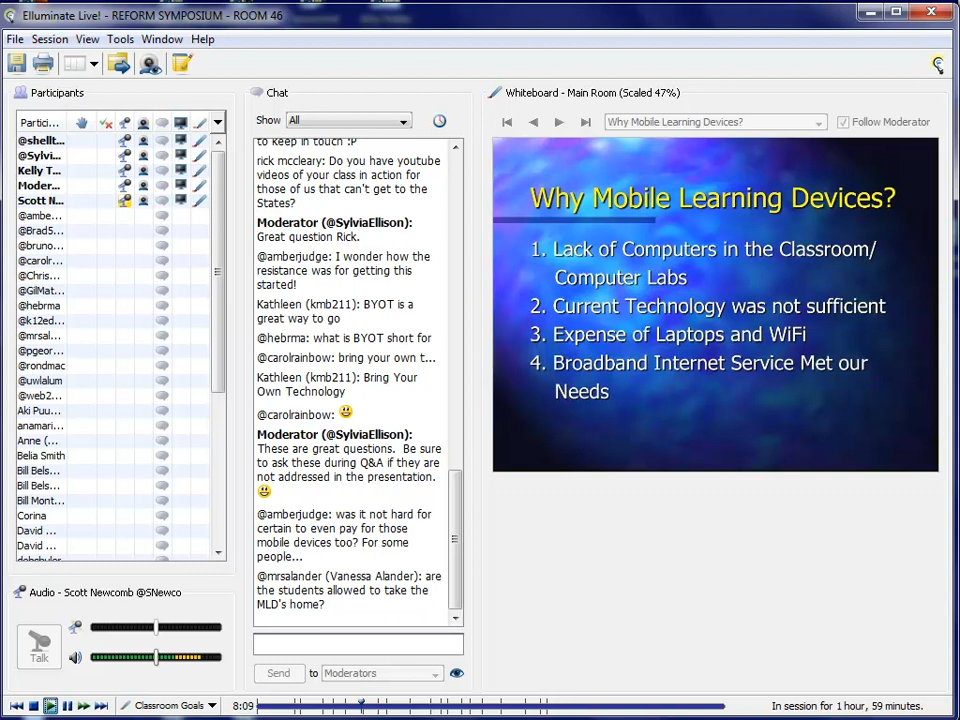 Elluminate Live! - REFORM SYMPOSIUM - ROOM 46
File Session View Tools Window Help
Participants
Partici...
@shellt...
@Sylvi...
Kelly T...
Moder...
Scott N...
@ambe...
@Brad5...
@bruno...
@carolr...
@Chris...
@GilMat...
@hebrma
@k12ed...
@mrsal...
@pgeor...
@rondmac
@uwlalum
@web2...
Aki Puu...
anamari...
Anne (...
Belia Smith
Bill Bels...
Bill Bels...
Bill Mont...
Corina
David ...
David ...
Audio - Scott Newcomb @SNewco
Talk
Chat
Show All
to keep in touch :P
rick mccleary: Do you have youtube
videos of your class in action for
those of us that can't get to the
States?
Moderator (@SylviaEllison):
Great question Rick.
@amberjudge: I wonder how the
resistance was for getting this
started!
Kathleen (kmb211): BYOT is a
great way to go
@hebrma: what is BYOT short for
@carolrainbow: bring your own t...
Kathleen (kmb211): Bring Your
Own Technology
@carolrainbow:
Moderator (@SylviaEllison):
These are great questions.  Be sure
to ask these during Q&A if they are
not addressed in the presentation.
@amberjudge: was it not hard for
certain to even pay for those
mobile devices too? For some
people...
@mrsalander (Vanessa Alander): are
the students allowed to take the
MLD's home?
Send to Moderators
Whiteboard - Main Room (Scaled 47%)
Why Mobile Learning Devices? Follow Moderator
Why Mobile Learning Devices?
1. Lack of Computers in the Classroom/
Computer Labs
2. Current Technology was not sufficient
3. Expense of Laptops and WiFi
4. Broadband Internet Service Met our
Needs
Classroom Goals 8:09 In session for 1 hour, 59 minutes.